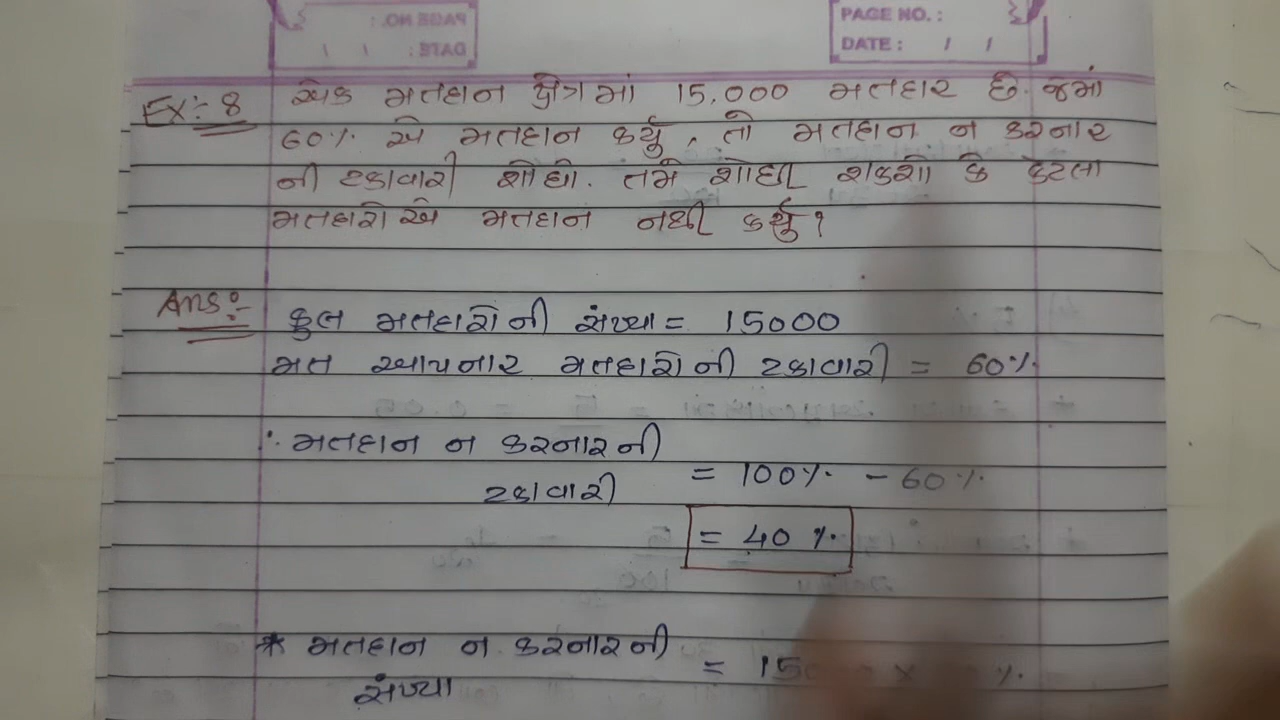 PAGE NO. :
DATE : / /
Ex:- 8 એક મતદાન ક્ષેત્રમાં 15,000 મતદાર છે. જેમાં
60% એ મતદાન કર્યુ, તો મતદાન ન કરનાર
ની ટકાવારી શોધો. તમે શોધી શકશો કે કેટલા
મતદારોએ મતદાન નથી કર્યુ?
Ans:- કુલ મતદારોની સંખ્યા = 15000
મત આપનાર મતદારોની ટકાવારી = 60%
∴ મતદાન ન કરનારની
ટકાવારી = 100% - 60%
= 40 %
* મતદાન ન કરનારની
સંખ્યા = 15